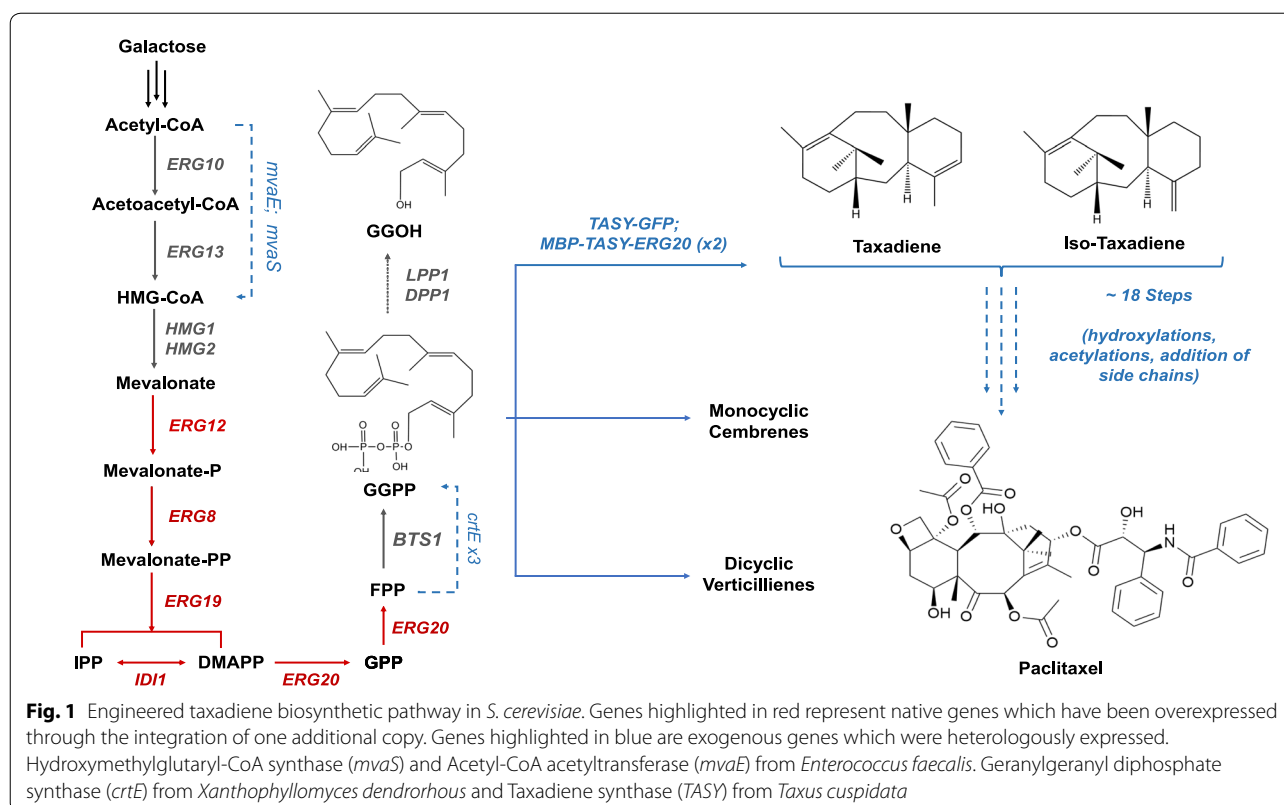 Galactose
Acetyl-CoA
ERG10
Acetoacetyl-CoA
ERG13
HMG-CoA
mvaE; mvaS
HMG1
HMG2
Mevalonate
ERG12
Mevalonate-P
ERG8
Mevalonate-PP
ERG19
IPP
IDI1
DMAPP
ERG20
GPP
ERG20
FPP
BTS1
crtE x3
GGPP
OH
P
O
OH
O
P
O
OH
O
OH
LPP1
DPP1
GGOH
OH
TASY-GFP;
MBP-TASY-ERG20 (x2)
H
H
Taxadiene
H
H
Iso-Taxadiene
~ 18 Steps
(hydroxylations,
acetylations, addition of
side chains)
Monocyclic
Cembrenes
Dicyclic
Verticillienes
O
O
O
O
O
HO
O
O
OH
H
N
O
OH
O
O
O
Paclitaxel
Fig. 1 Engineered taxadiene biosynthetic pathway in S. cerevisiae. Genes highlighted in red represent native genes which have been overexpressed
through the integration of one additional copy. Genes highlighted in blue are exogenous genes which were heterologously expressed.
Hydroxymethylglutaryl-CoA synthase (mvaS) and Acetyl-CoA acetyltransferase (mvaE) from Enterococcus faecalis. Geranylgeranyl diphosphate
synthase (crtE) from Xanthophyllomyces dendrorhous and Taxadiene synthase (TASY) from Taxus cuspidata